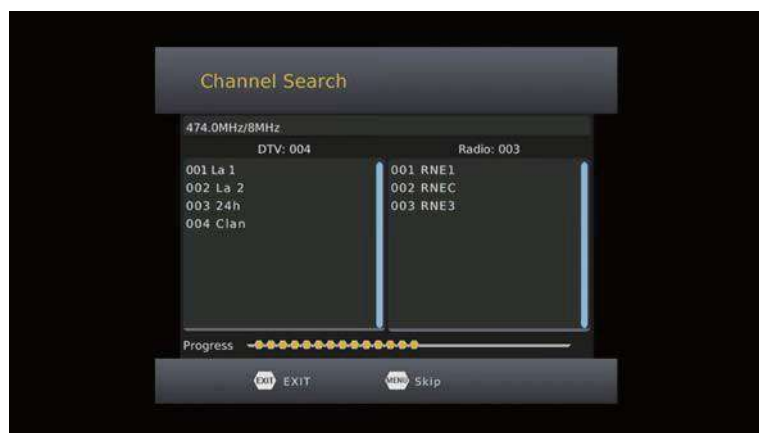 Channel Search
474.0MHz/8MHz
DTV: 004
Radio: 003
001 La 1
002 La 2
003 24h
004 Clan
001 RNE1
002 RNEC
003 RNE3
Progress
EXIT EXIT
MENU Skip